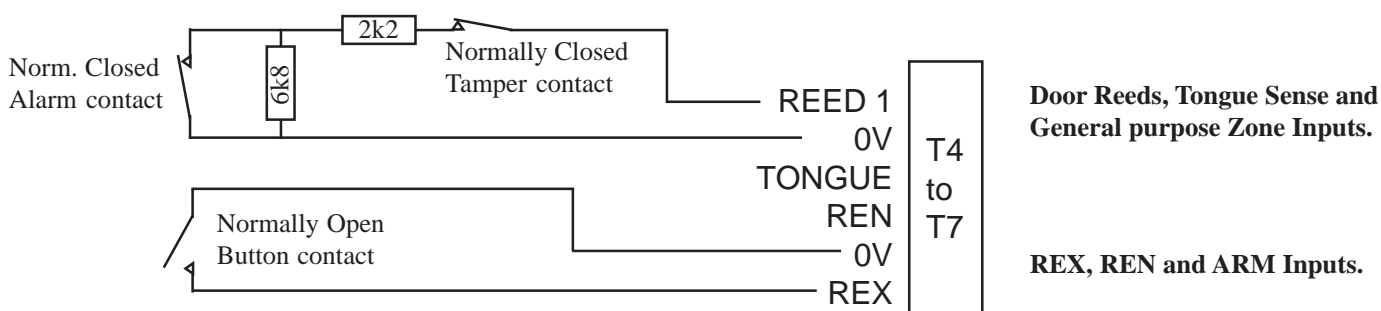 2k2
6k8
Norm. Closed
Alarm contact
Normally Closed
Tamper contact
REED 1
0V
TONGUE
REN
0V
REX
T4
to
T7
Door Reeds, Tongue Sense and
General purpose Zone Inputs.
Normally Open
Button contact
REX, REN and ARM Inputs.